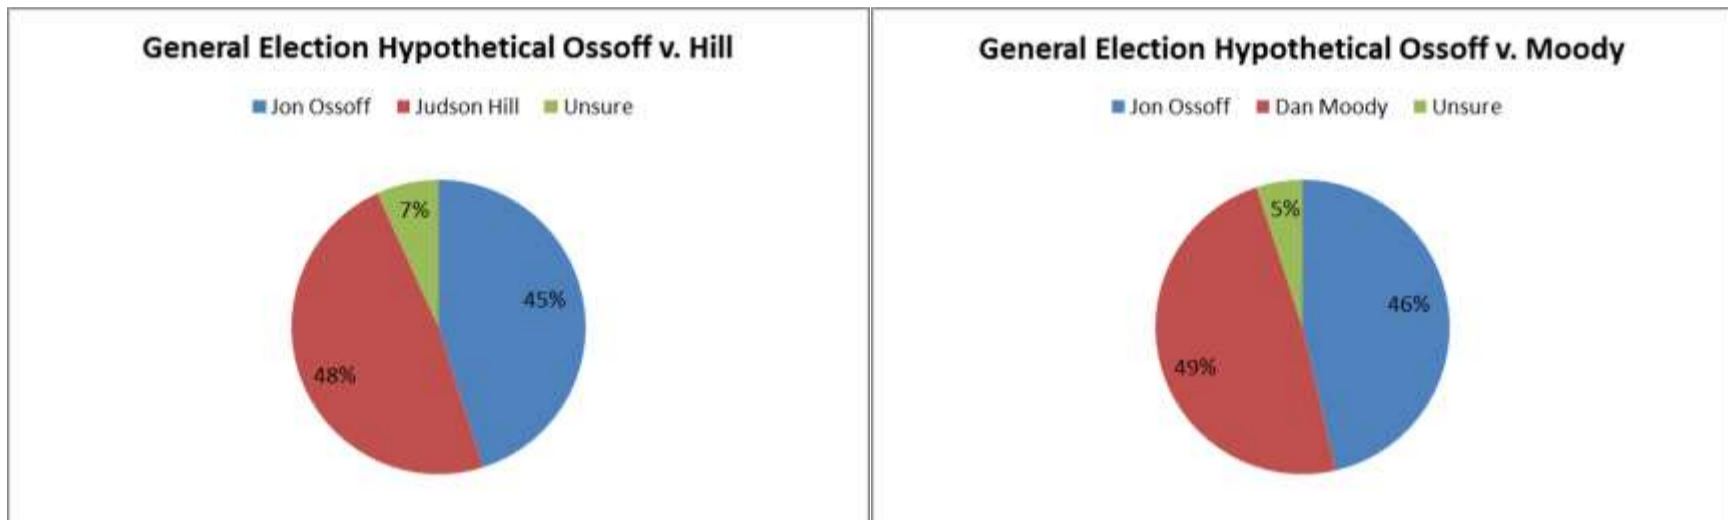 General Election Hypothetical Ossoff v. Hill
Jon Ossoff Judson Hill Unsure
7%
45%
48%
General Election Hypothetical Ossoff v. Moody
Jon Ossoff Dan Moody Unsure
5%
46%
49%